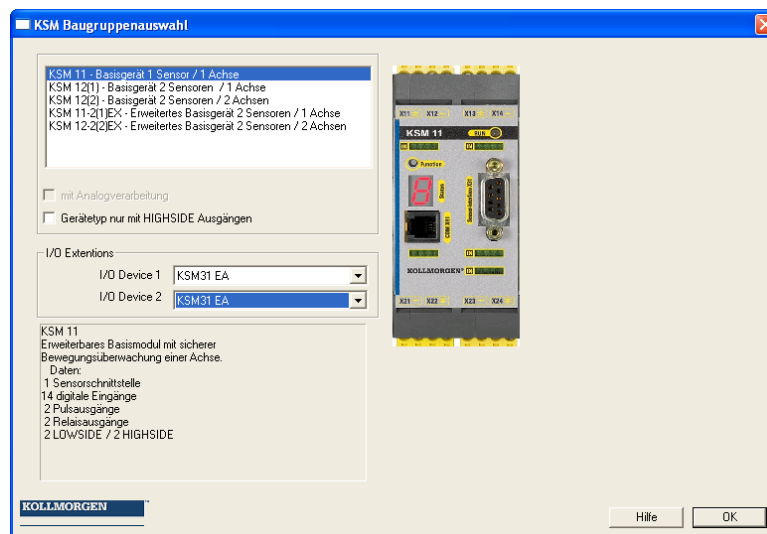 KSM Baugruppenauswahl
KSM 11 - Basisgerät 1 Sensor / 1 Achse
KSM 12(1) - Basisgerät 2 Sensoren / 1 Achse
KSM 12(2) - Basisgerät 2 Sensoren / 2 Achsen
KSM 11-2(1)EX - Erweitertes Basisgerät 2 Sensoren / 1 Achse
KSM 12-2(2)EX - Erweitertes Basisgerät 2 Sensoren / 2 Achsen
mit Analogverarbeitung
Gerätetyp nur mit HIGHSIDE Ausgängen
I/O Extentions
I/O Device 1 KSM31 EA
I/O Device 2 KSM31 EA
KSM 11
Erweiterbares Basismodul mit sicherer
Bewegungsüberwachung einer Achse.
Daten:
1 Sensorschnittstelle
14 digitale Eingänge
2 Pulsausgänge
2 Relaisausgänge
2 LOWSIDE / 2 HIGHSIDE
X11 X12 X13 X14
KSM 11 RUN
Function
Status
COM X61
KOLLMORGEN
X21 X22 X23 X24
KOLLMORGEN
Hilfe
OK